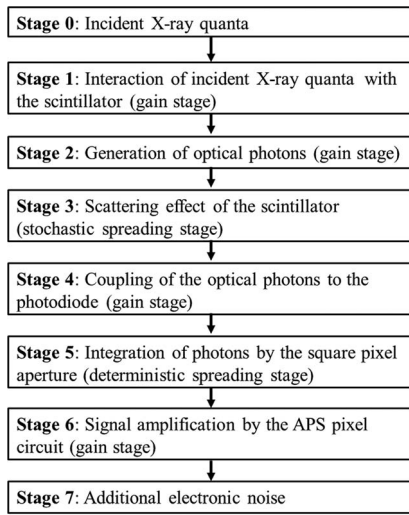 Stage 0: Incident X-ray quanta
Stage 1: Interaction of incident X-ray quanta with
the scintillator (gain stage)
Stage 2: Generation of optical photons (gain stage)
Stage 3: Scattering effect of the scintillator
(stochastic spreading stage)
Stage 4: Coupling of the optical photons to the
photodiode (gain stage)
Stage 5: Integration of photons by the square pixel
aperture (deterministic spreading stage)
Stage 6: Signal amplification by the APS pixel
circuit (gain stage)
Stage 7: Additional electronic noise